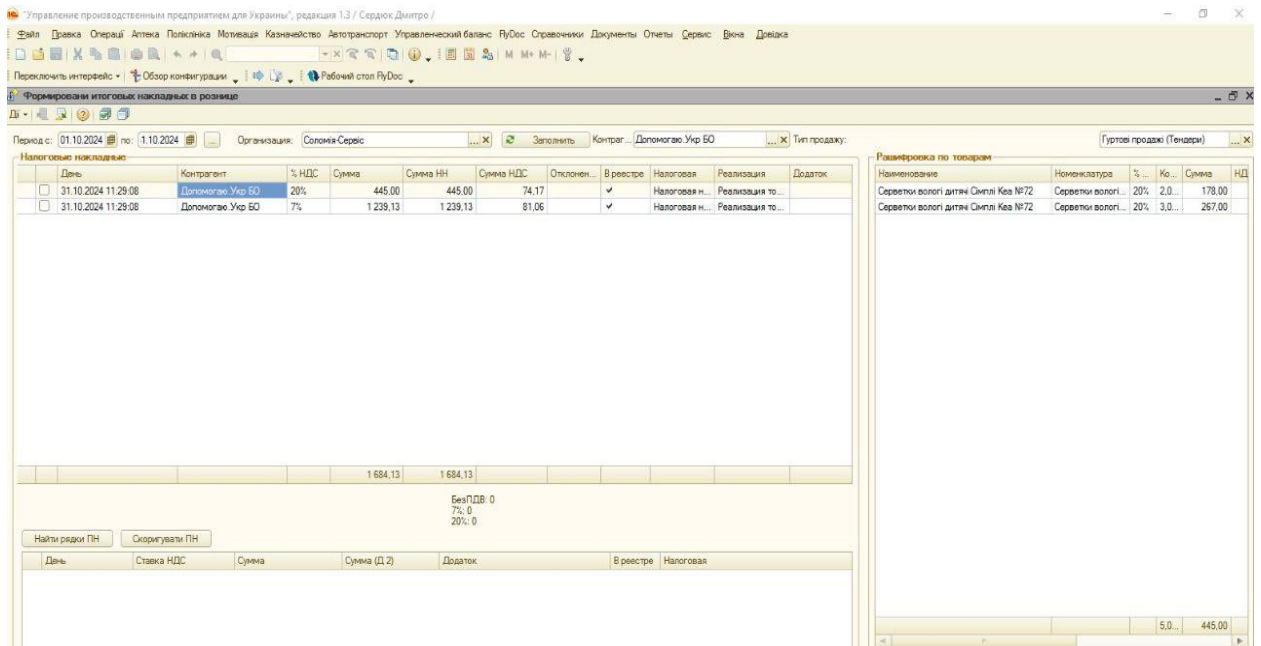 "Управление производственным предприятием для Украины", редакция 1.3 / Сердюк Дмитро /
Файл Правка Операції Аптека Поліклініка Мотивація Казначейство Автотранспорт Управленческий баланс FlyDoc Справочники Документы Отчеты Сервис Вікна Довідка
M M+ M-
Переключить интерфейс Обзор конфигурации Рабочий стол FlyDoc
Формировани итоговых накладных в рознице
Дії
Период с: 01.10.2024 по: 1.10.2024 ... Организация: Соломія-Сервіс ... X Заполнить Контраг... Допомогаю.Укр БО ... X Тип продажу: Гуртові продажі (Тендери) ... X
Налоговые накладные
День Контрагент % НДС Сумма Сумма НН Сумма НДС Отклонен... В реестре Налоговая Реализация Додаток
31.10.2024 11:29:08 Допомогаю.Укр БО 20% 445,00 445,00 74,17 Налоговая н... Реализация то...
31.10.2024 11:29:08 Допомогаю.Укр БО 7% 1 239,13 1 239,13 81,06 Налоговая н... Реализация то...
1 684,13 1 684,13
БезПДВ: 0
7%: 0
20%: 0
Найти рядки ПН Скоригувати ПН
День Ставка НДС Сумма Сумма (Д 2) Додаток В реестре Налоговая
Рашифровка по товарам
Наименование Номенклатура % ... Ко... Сумма НД
Серветки вологі дитячі Сімплі Кеа №72 Серветки вологі... 20% 2,0... 178,00
Серветки вологі дитячі Сімплі Кеа №72 Серветки вологі... 20% 3,0... 267,00
5,0... 445,00